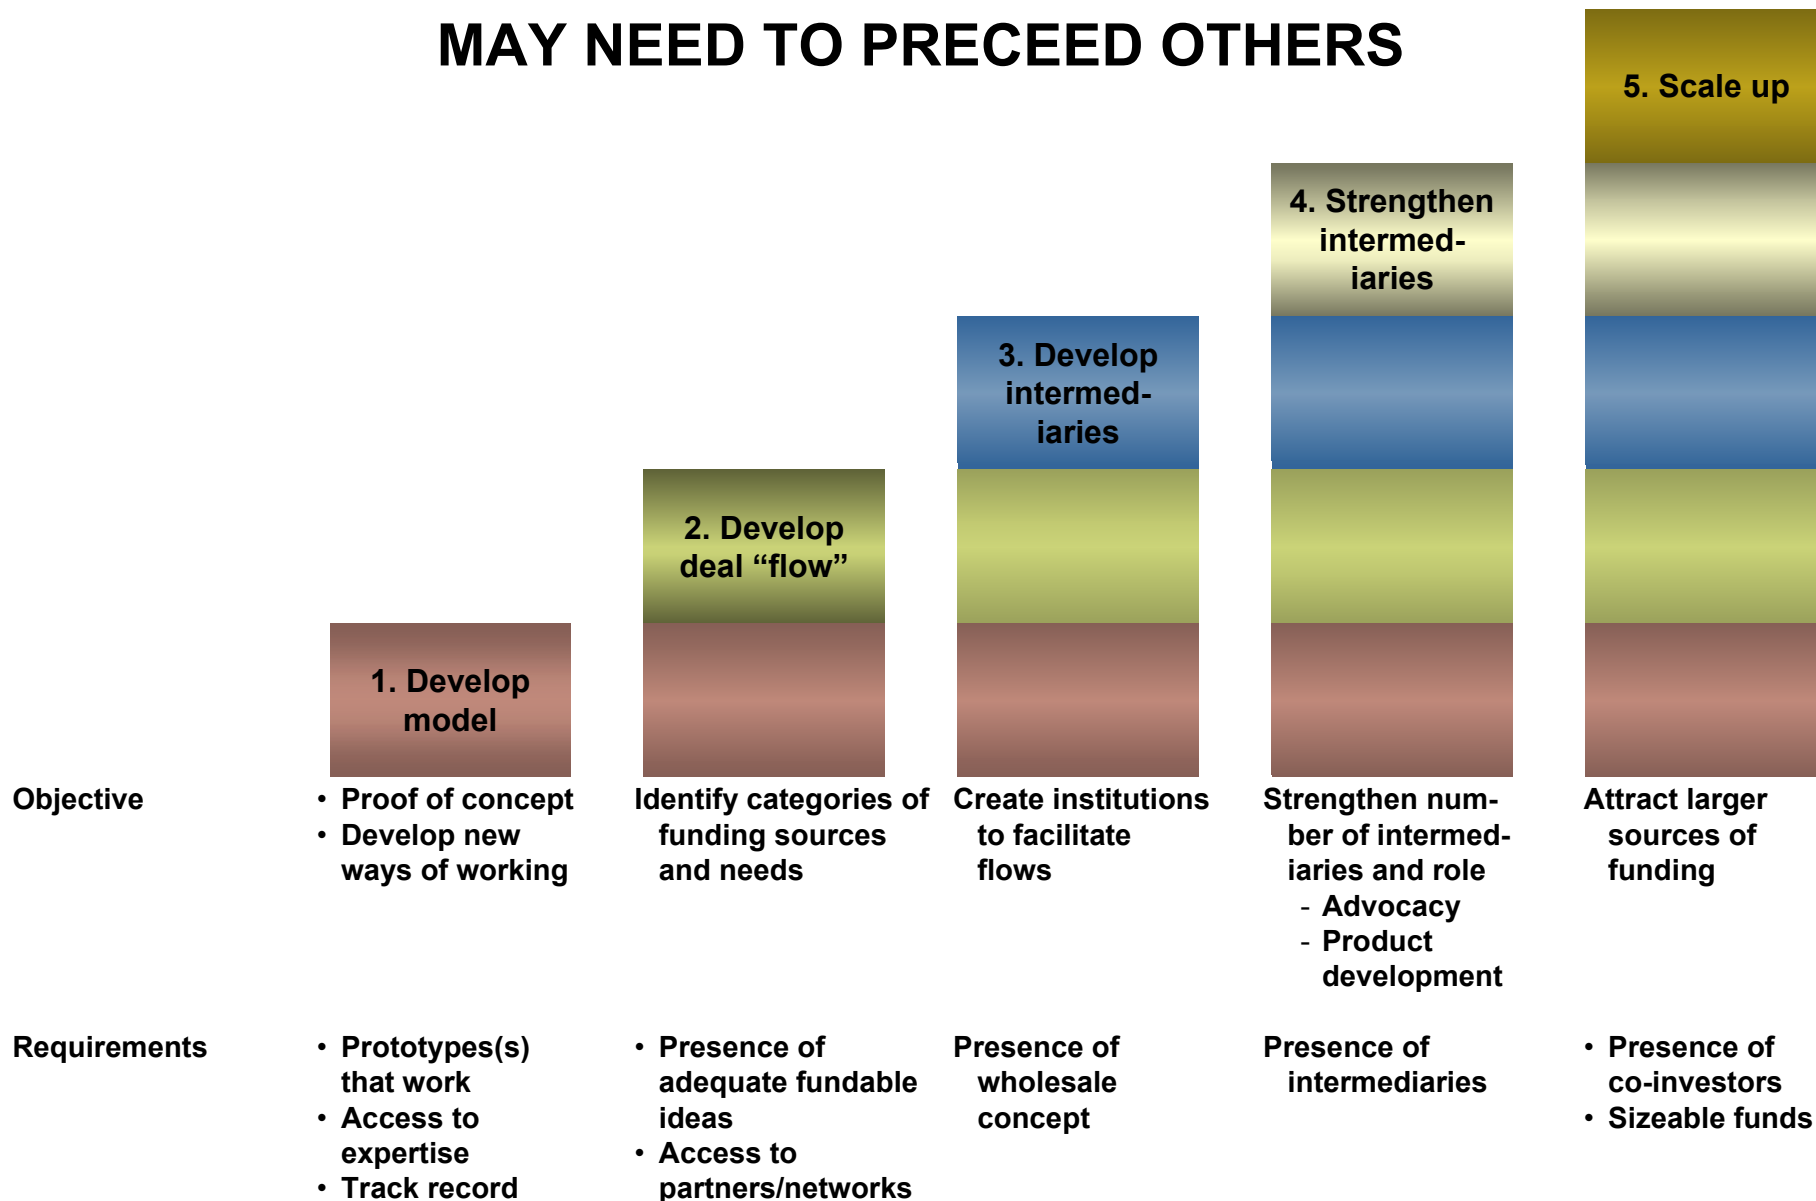 MAY NEED TO PRECEED OTHERS
5. Scale up
4. Strengthen
intermed-
iaries
3. Develop
intermed-
iaries
2. Develop
deal “flow”
1. Develop
model
Objective
• Proof of concept
• Develop new
ways of working
Identify categories of
funding sources
and needs
Create institutions
to facilitate
flows
Strengthen num-
ber of intermed-
iaries and role
- Advocacy
- Product
development
Attract larger
sources of
funding
Requirements
• Prototypes(s)
that work
• Access to
expertise
• Track record
• Presence of
adequate fundable
ideas
• Access to
partners/networks
Presence of
wholesale
concept
Presence of
intermediaries
• Presence of
co-investors
• Sizeable funds